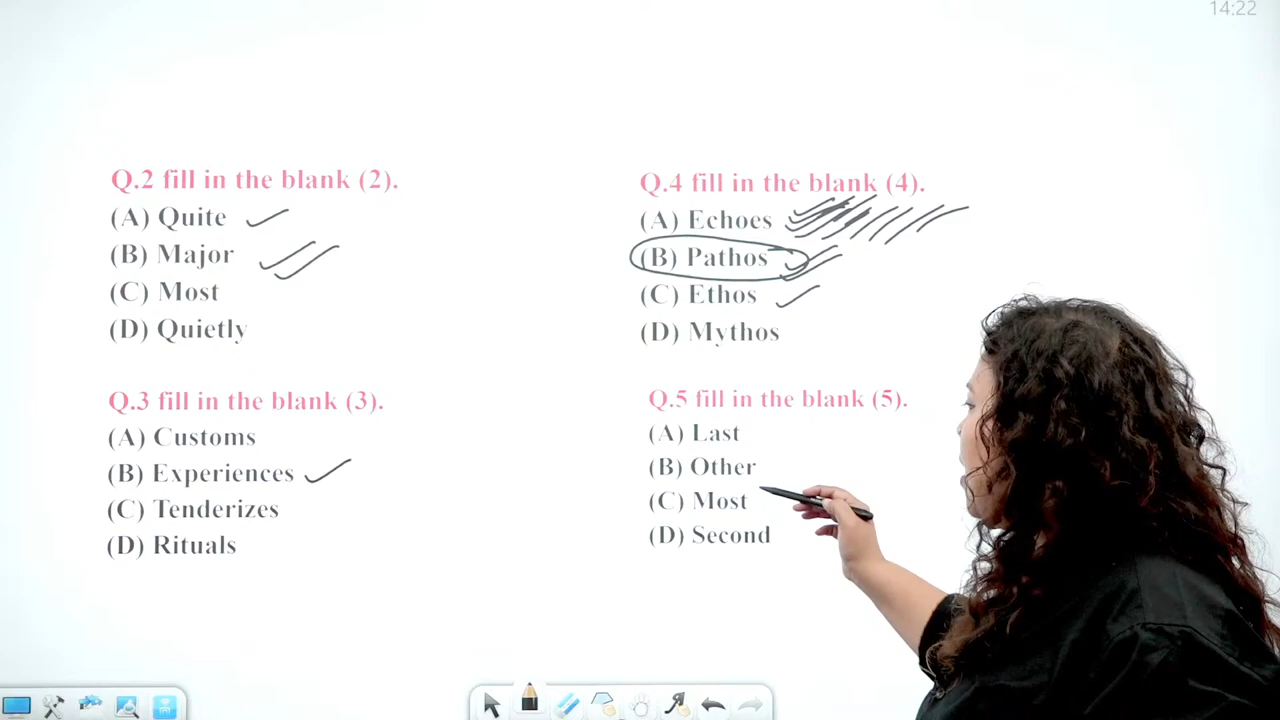 14:22
Q.2 fill in the blank (2).
(A) Quite
(B) Major
(C) Most
(D) Quietly
Q.3 fill in the blank (3).
(A) Customs
(B) Experiences
(C) Tenderizes
(D) Rituals
Q.4 fill in the blank (4).
(A) Echoes
(B) Pathos
(C) Ethos
(D) Mythos
Q.5 fill in the blank (5).
(A) Last
(B) Other
(C) Most
(D) Second